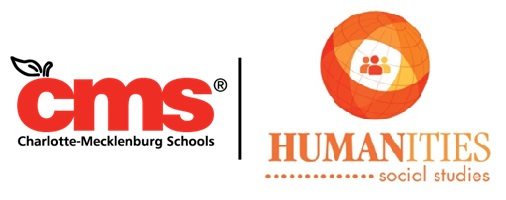 cms®
Charlotte-Mecklenburg Schools
HUMANITIES
social studies